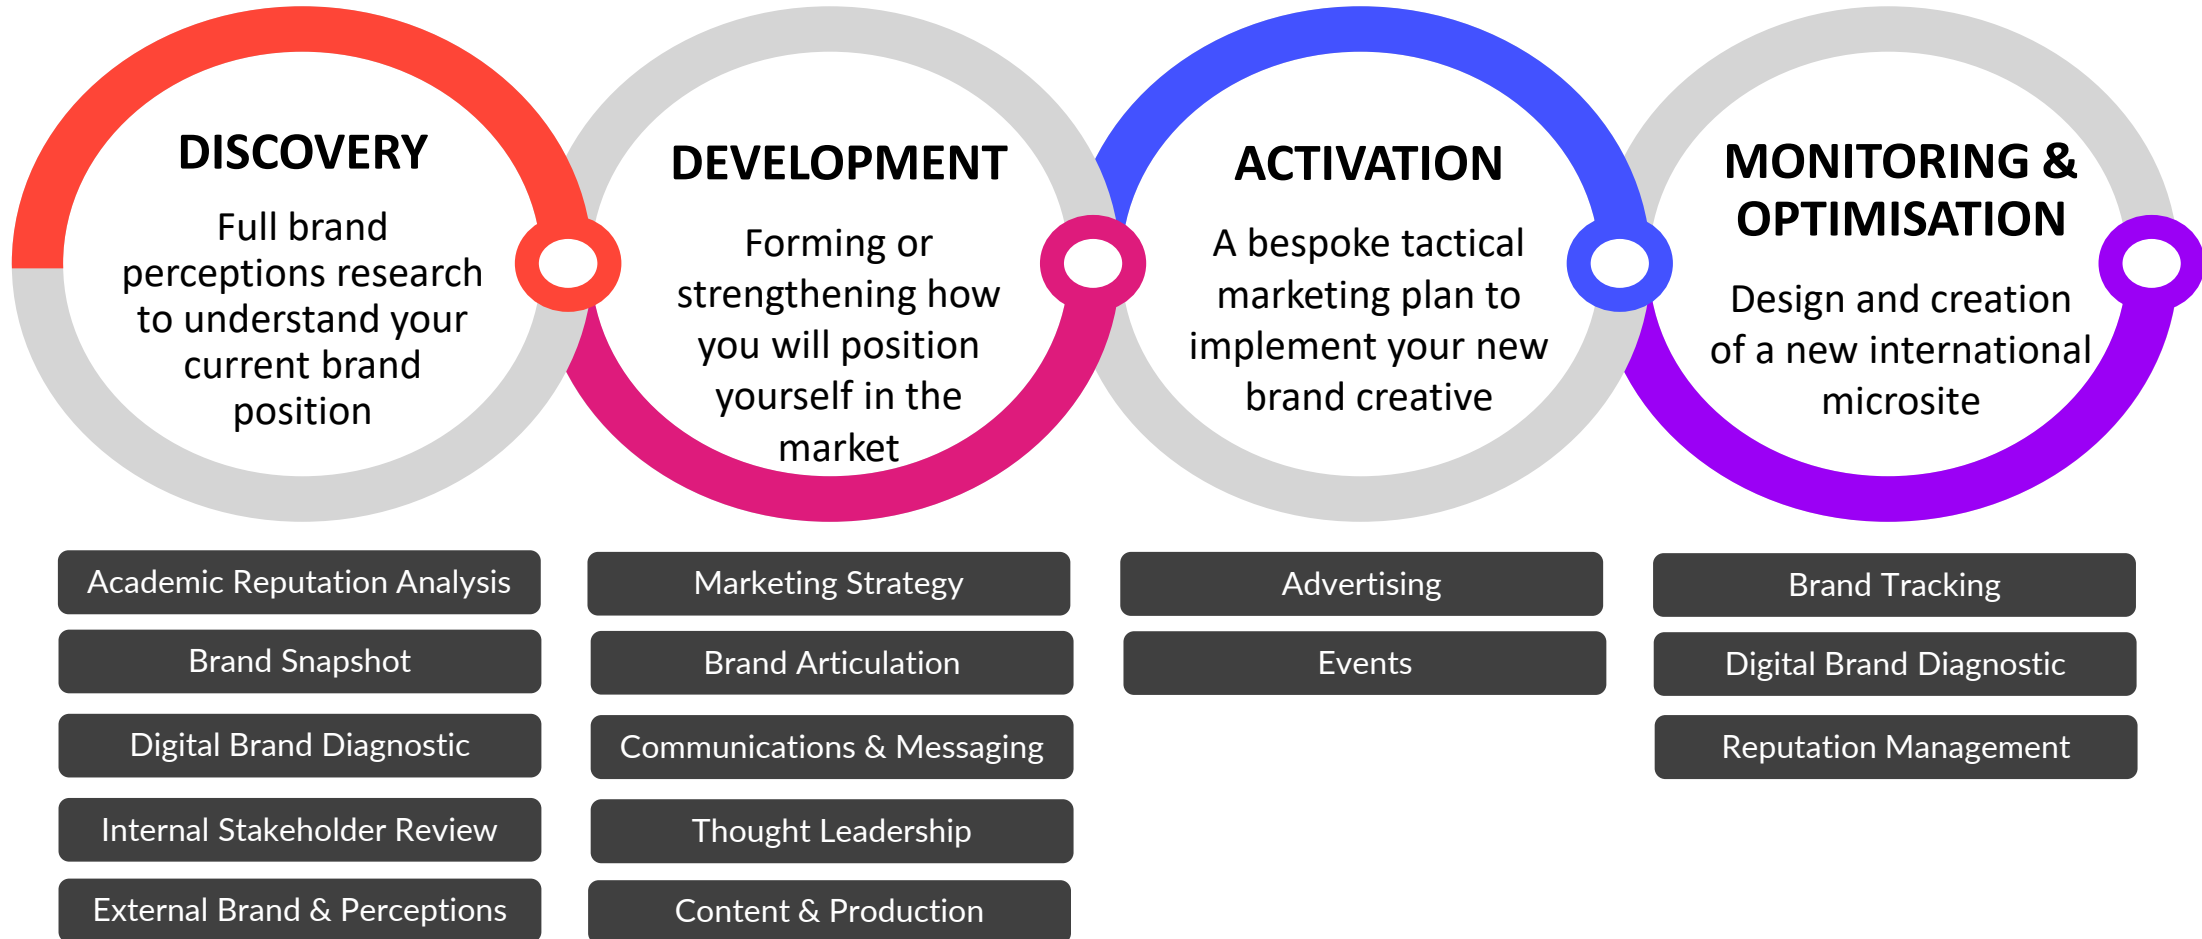 DISCOVERY
Full brand
perceptions research
to understand your
current brand
position
DEVELOPMENT
Forming or
strengthening how
you will position
yourself in the
market
ACTIVATION
A bespoke tactical
marketing plan to
implement your new
brand creative
MONITORING &
OPTIMISATION
Design and creation
of a new international
microsite
Academic Reputation Analysis
Brand Snapshot
Digital Brand Diagnostic
Internal Stakeholder Review
External Brand & Perceptions
Marketing Strategy
Brand Articulation
Communications & Messaging
Thought Leadership
Content & Production
Advertising
Events
Brand Tracking
Digital Brand Diagnostic
Reputation Management